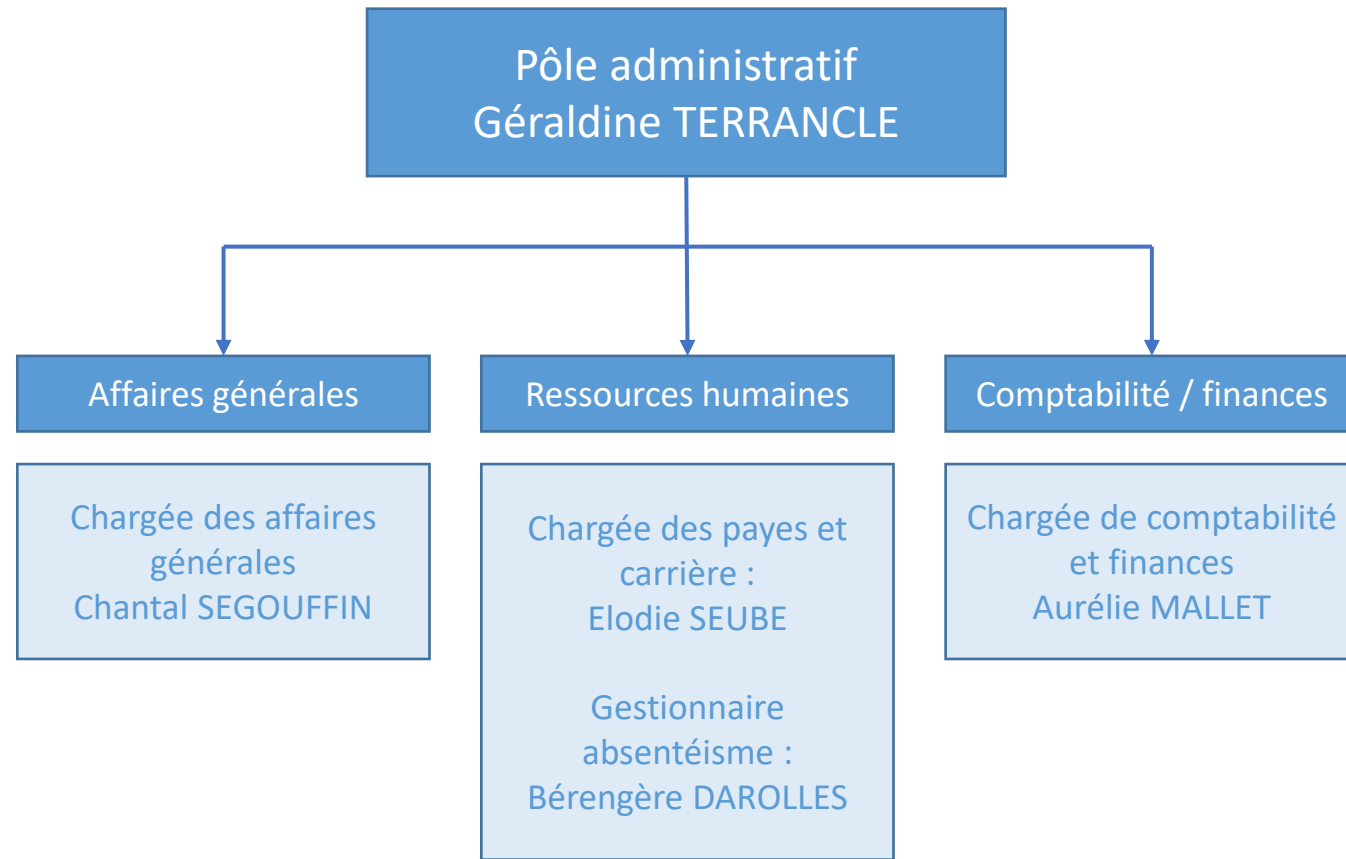 Pôle administratif
Géraldine TERRANCLE
Affaires générales
Ressources humaines
Comptabilité / finances
Chargée des affaires
générales
Chantal SEGOUFFIN
Chargée des payes et
carrière :
Elodie SEUBE
Gestionnaire
absentéisme :
Bérengère DAROLLES
Chargée de comptabilité
et finances
Aurélie MALLET